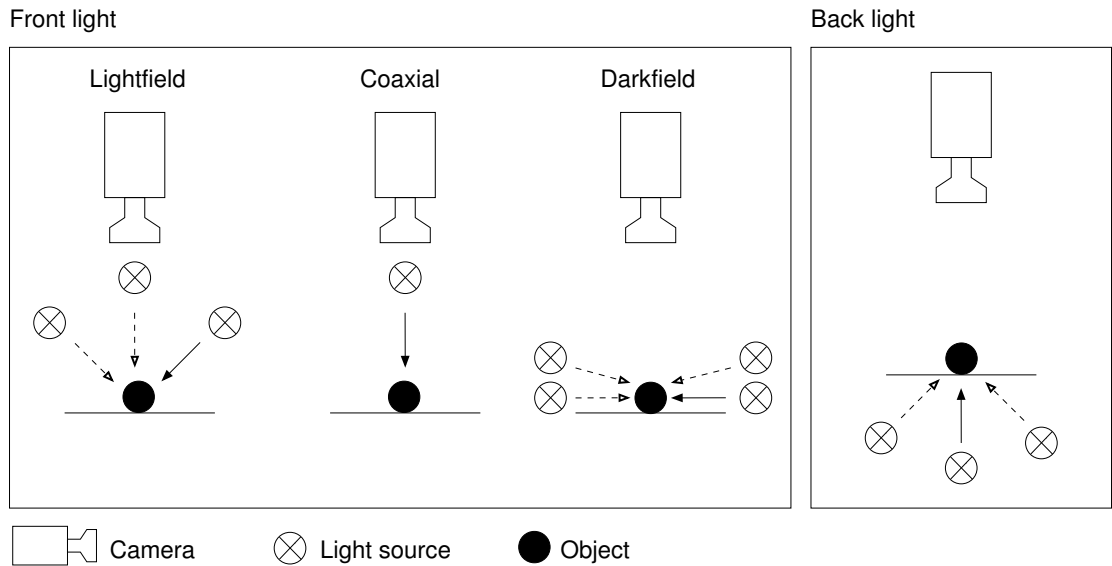 Front light
Back light
Lightfield
Coaxial
Darkfield
Camera
Light source
Object